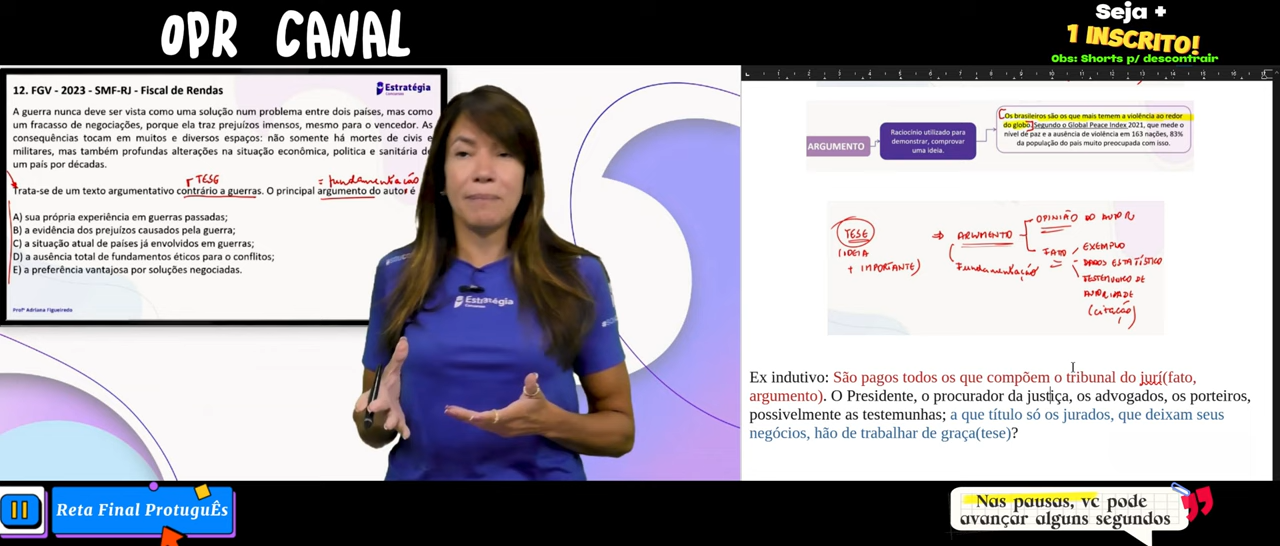 OPR CANAL
Seja +
1 INSCRITO!
Obs: Shorts p/ descontrair
12. FGV - 2023 - SMF-RJ - Fiscal de Rendas
Estratégia
Concursos
A guerra nunca deve ser vista como uma solução num problema entre dois países, mas como
um fracasso de negociações, porque ela traz prejuízos imensos, mesmo para o vencedor. As
consequências tocam em muitos e diversos espaços: não somente há mortes de civis e
militares, mas também profundas alterações na situação econômica, política e sanitária de
um país por décadas.
TESE
= fundamentação
Trata-se de um texto argumentativo contrário a guerras. O principal argumento do autor é
A) sua própria experiência em guerras passadas;
B) a evidência dos prejuízos causados pela guerra;
C) a situação atual de países já envolvidos em guerras;
D) a ausência total de fundamentos éticos para o conflitos;
E) a preferência vantajosa por soluções negociadas.
Profª Adriana Figueiredo
Estratégia
Concursos
ARGUMENTO
Raciocínio utilizado para
demonstrar, comprovar
uma ideia.
Os brasileiros são os que mais temem a violência ao redor
do globo. Segundo o Global Peace Index 2021, que mede o
nível de paz e a ausência de violência em 163 nações, 83%
da população do país muito preocupada com isso.
TESE
(IDEIA
+ IMPORTANTE)
⇒ ARGUMENTO
Fundamentação
OPINIÃO DO AUTOR
FATO
EXEMPLO
DADOS ESTATÍSTICO
TESTEMUNHO DE
AUTORIDADE
(citação)
Ex indutivo: São pagos todos os que compõem o tribunal do jurí(fato,
argumento). O Presidente, o procurador da justiça, os advogados, os porteiros,
possivelmente as testemunhas; a que título só os jurados, que deixam seus
negócios, hão de trabalhar de graça(tese)?
Reta Final ProtuguÊs
Nas pausas, vc pode
avançar alguns segundos